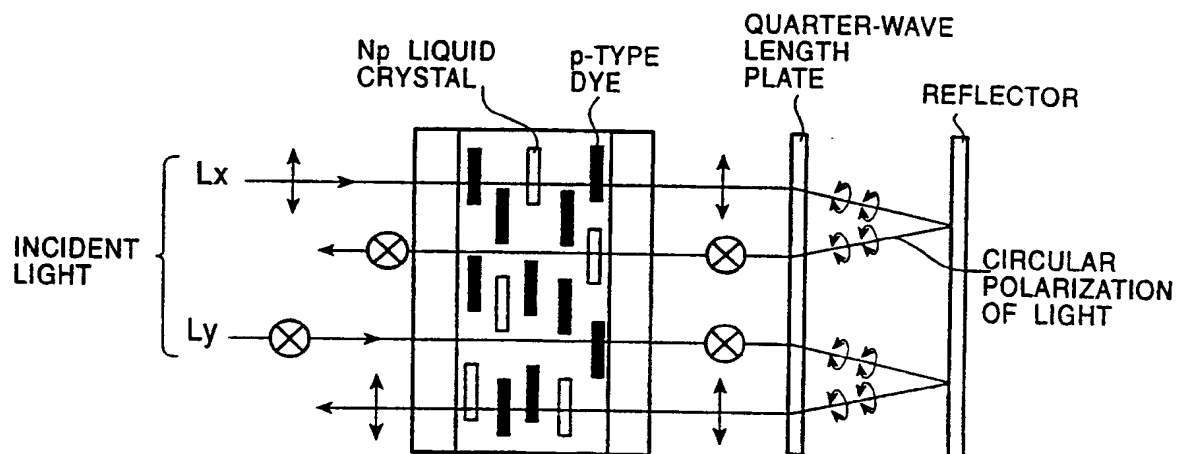 QUARTER-WAVE
LENGTH
PLATE
Np LIQUID
CRYSTAL
p-TYPE
DYE
REFLECTOR
Lx
INCIDENT
LIGHT
Ly
CIRCULAR
POLARIZATION
OF LIGHT